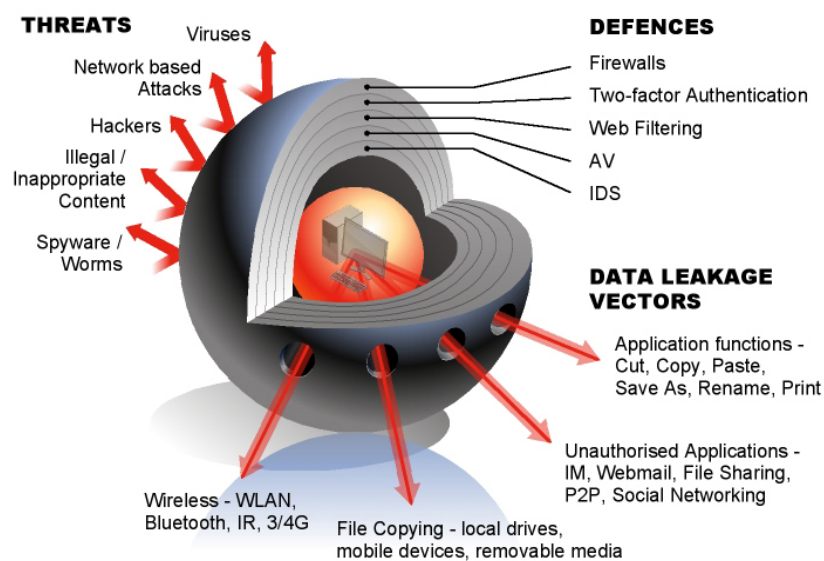 THREATS
Viruses
Network based
Attacks
Hackers
Illegal /
Inappropriate
Content
Spyware /
Worms
DEFENCES
Firewalls
Two-factor Authentication
Web Filtering
AV
IDS
DATA LEAKAGE
VECTORS
Application functions -
Cut, Copy, Paste,
Save As, Rename, Print
Unauthorised Applications -
IM, Webmail, File Sharing,
P2P, Social Networking
File Copying - local drives,
mobile devices, removable media
Wireless - WLAN,
Bluetooth, IR, 3/4G